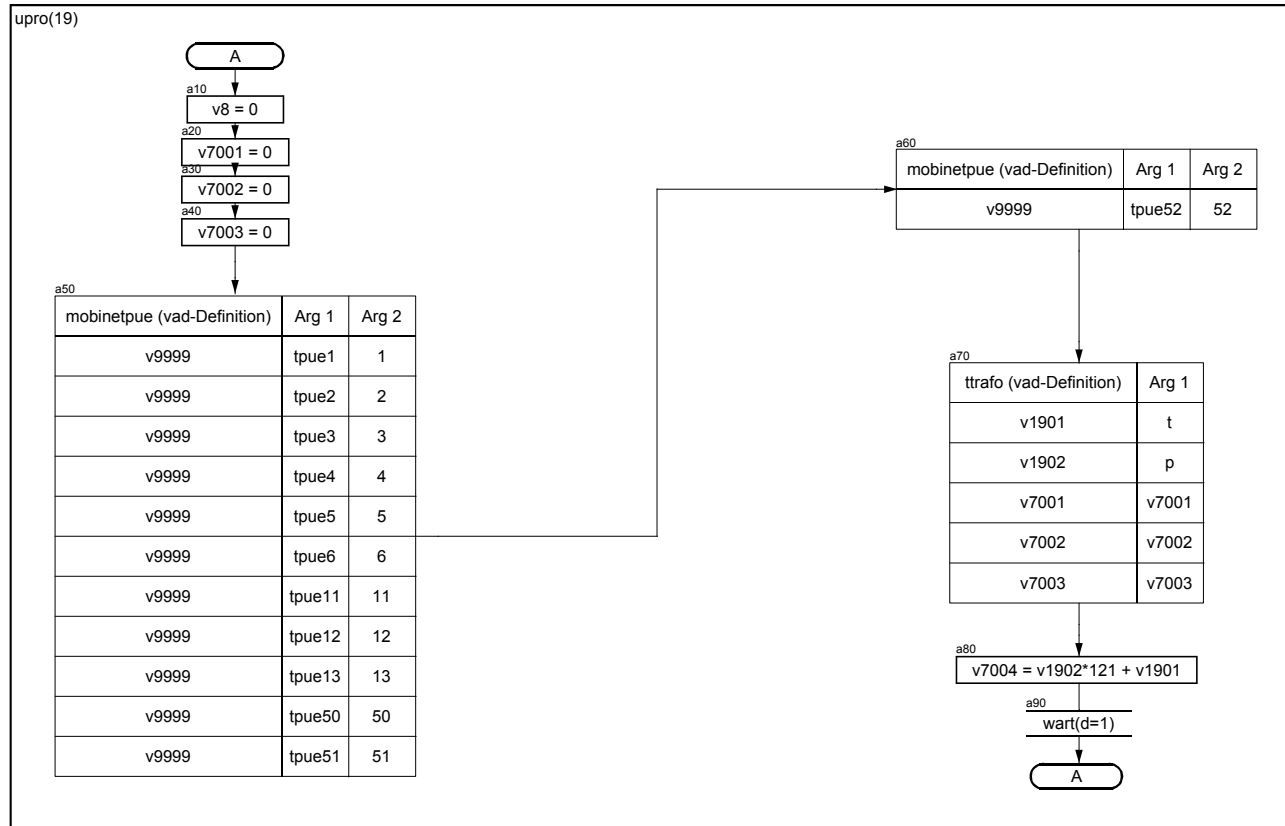 upro(19)
A
a10
v8 = 0
a20
v7001 = 0
a30
v7002 = 0
a40
v7003 = 0
a50
mobinetpue (vad-Definition) Arg 1 Arg 2
v9999 tpue1 1
v9999 tpue2 2
v9999 tpue3 3
v9999 tpue4 4
v9999 tpue5 5
v9999 tpue6 6
v9999 tpue11 11
v9999 tpue12 12
v9999 tpue13 13
v9999 tpue50 50
v9999 tpue51 51
a60
mobinetpue (vad-Definition) Arg 1 Arg 2
v9999 tpue52 52
a70
ttrafo (vad-Definition) Arg 1
v1901 t
v1902 p
v7001 v7001
v7002 v7002
v7003 v7003
a80
v7004 = v1902*121 + v1901
a90
wart(d=1)
A